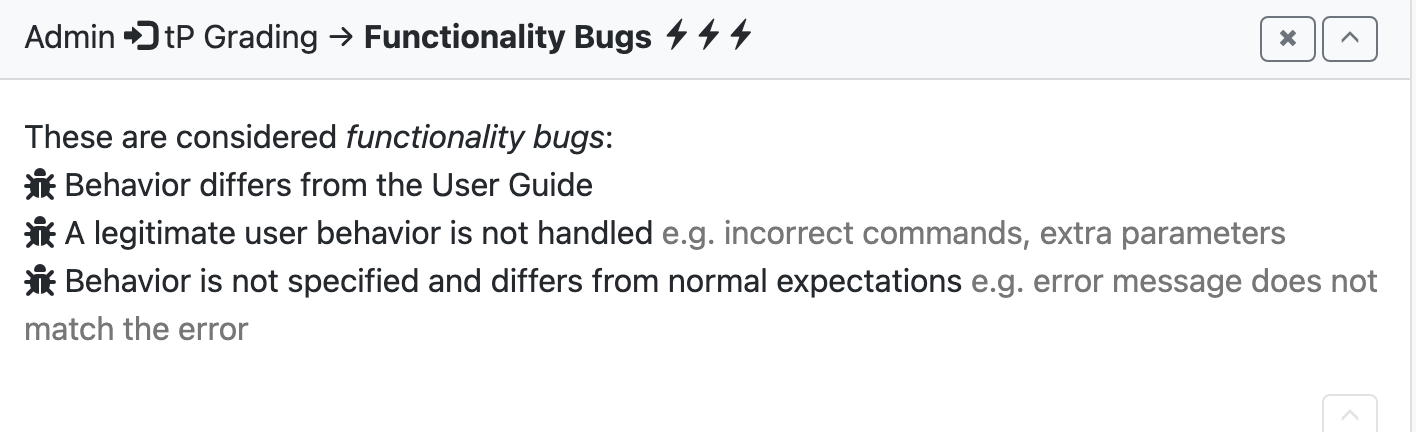 Admin tP Grading → Functionality Bugs
These are considered functionality bugs:
Behavior differs from the User Guide
A legitimate user behavior is not handled e.g. incorrect commands, extra parameters
Behavior is not specified and differs from normal expectations e.g. error message does not
match the error